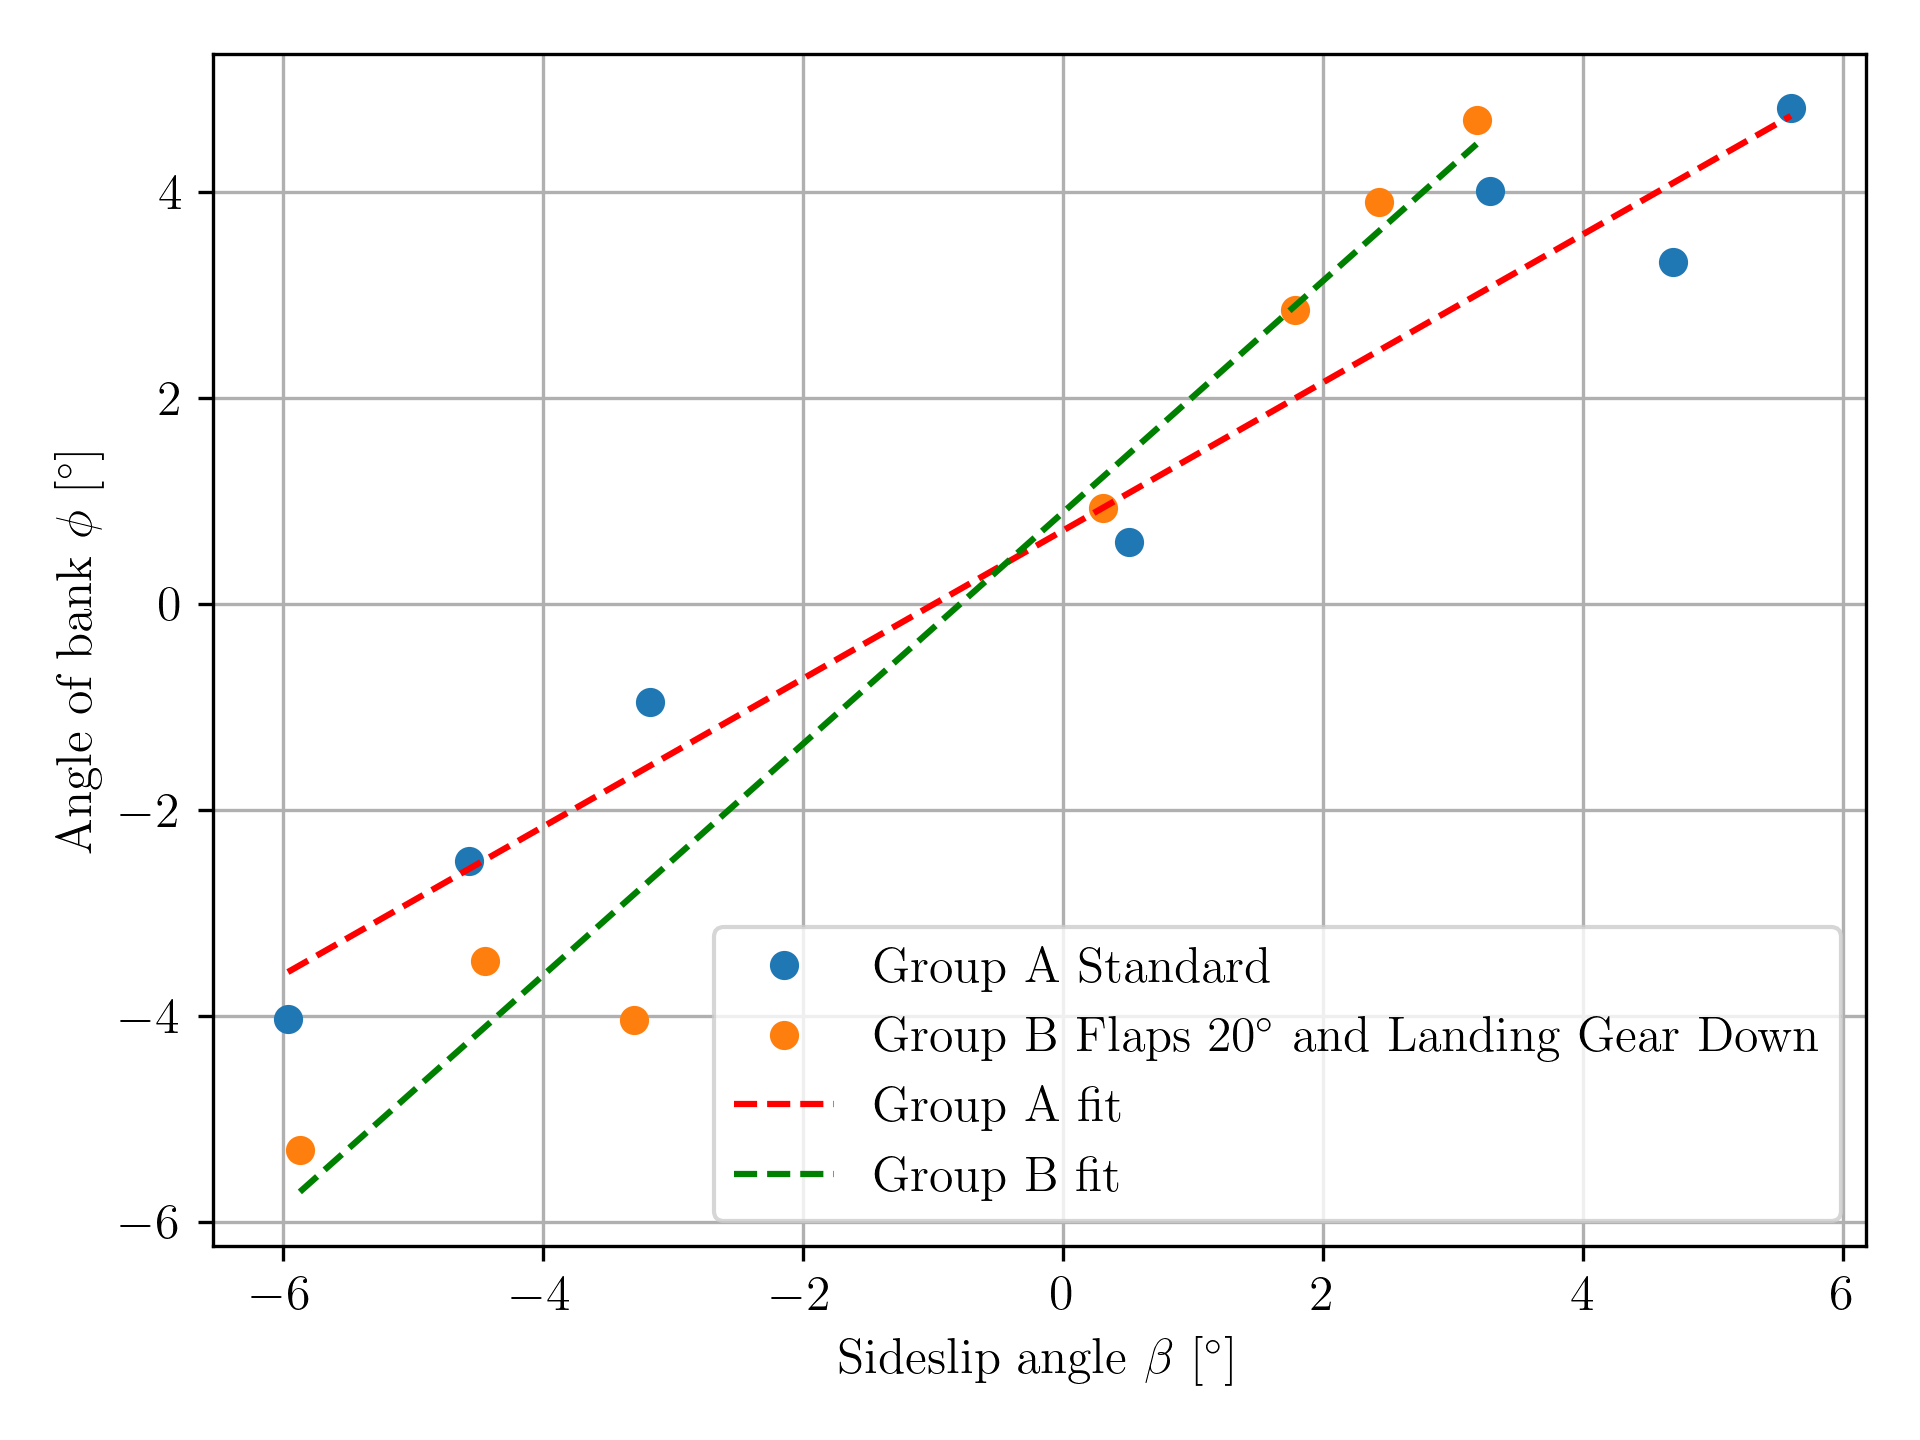 4
2
0
−2
−4
−6
Angle of bank ϕ [°]
Group A Standard
Group B Flaps 20° and Landing Gear Down
Group A fit
Group B fit
−6 −4 −2 0 2 4 6
Sideslip angle β [°]